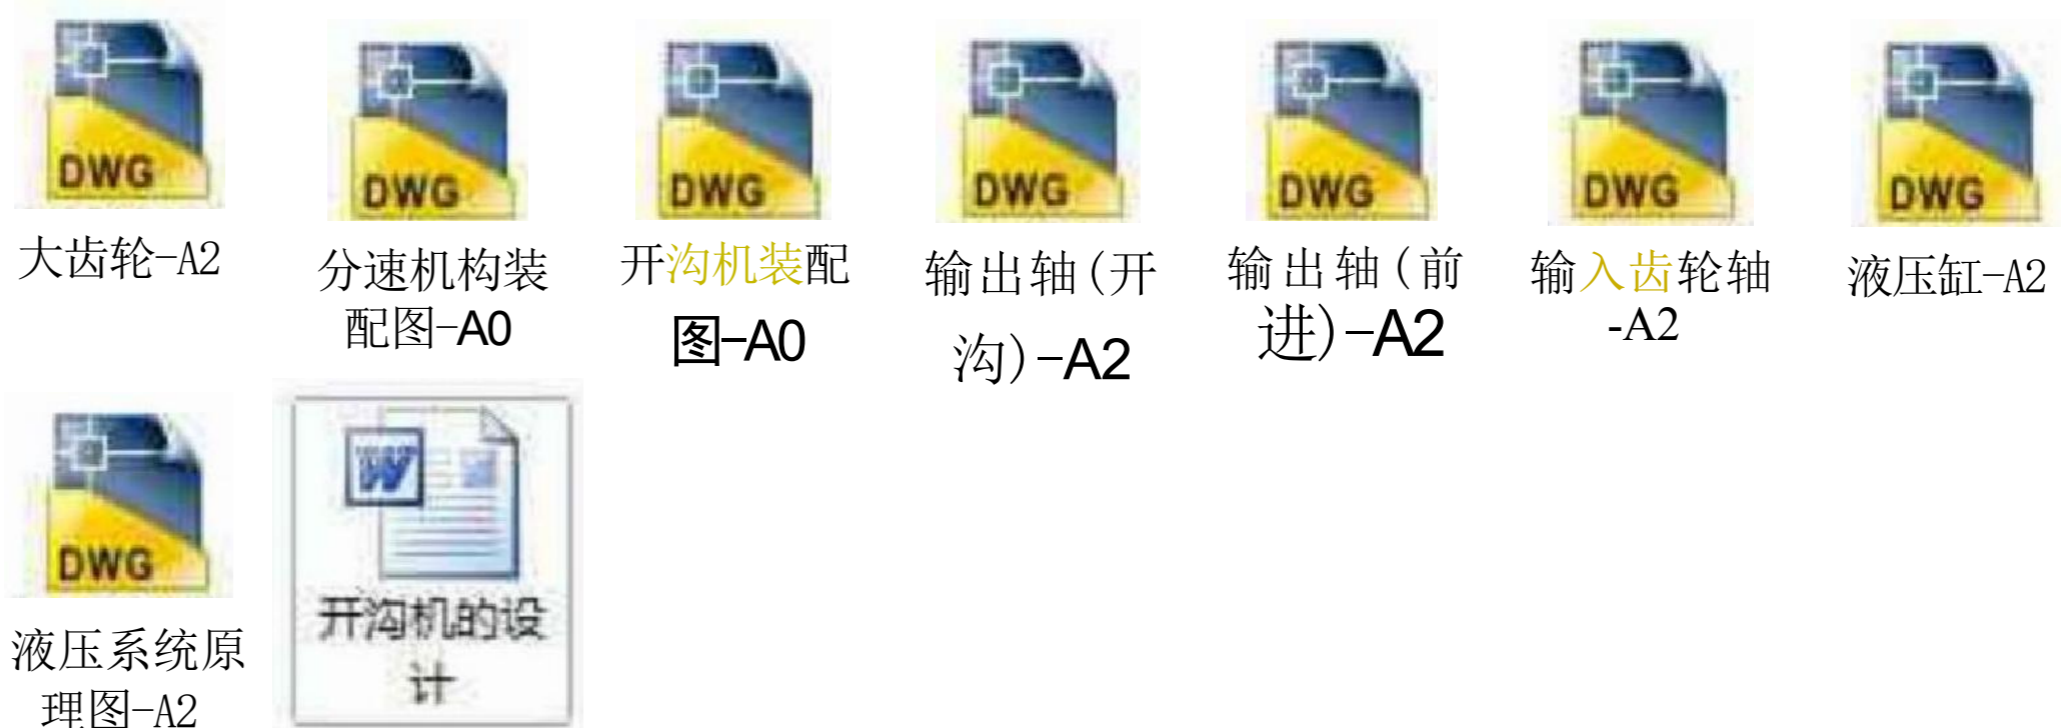 DWG DWG DWG DWG DWG DWG DWG
大齿轮-A2
分速机构装
配图-A0
开沟机装配
图-A0
输出轴(开
沟)-A2
输出轴(前
进)-A2
输入齿轮轴
-A2
液压缸-A2
DWG
液压系统原
理图-A2
W
开沟机的设
计